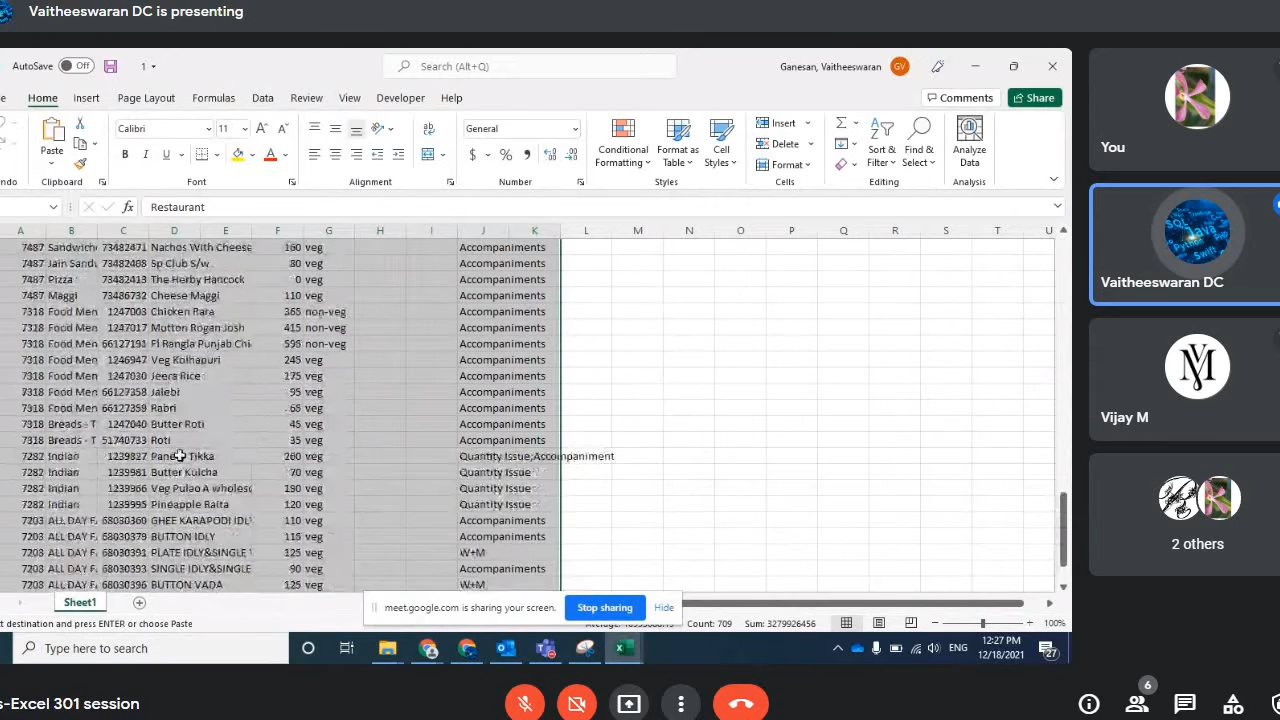 Vaitheeswaran DC is presenting
AutoSave Off 1 Search (Alt+Q) Ganesan, Vaitheeswaran GV
Home Insert Page Layout Formulas Data Review View Developer Help Comments Share
Calibri 11 General
Insert
Delete
Format
Paste
B I U
Conditional Formatting
Format as Table
Cell Styles
Sort & Filter
Find & Select
Analyze Data
Clipboard Font Alignment Number Styles Cells Editing Analysis
Restaurant
A B C D E F G H I J K L M N O P Q R S T U
7487 Sandwich 73482471 Nachos With Cheese 160 veg Accompaniments
7487 Jain Sand 73482408 Sp Club S/w 80 veg Accompaniments
7487 Pizza 73482413 The Herby Hancock 0 veg Accompaniments
7487 Maggi 73486732 Cheese Maggi 110 veg Accompaniments
7318 Food Men 1247003 Chicken Rara 365 non-veg Accompaniments
7318 Food Men 1247017 Mutton Rogan Josh 415 non-veg Accompaniments
7318 Food Men 66127191 Fl Rangla Punjab Chi 595 non-veg Accompaniments
7318 Food Men 1246947 Veg Kolhapuri 245 veg Accompaniments
7318 Food Men 1247030 Jeera Rice 175 veg Accompaniments
7318 Food Men 66127358 Jalebi 95 veg Accompaniments
7318 Food Men 66127359 Rabri 65 veg Accompaniments
7318 Breads - T 1247040 Butter Roti 45 veg Accompaniments
7318 Breads - T 51740733 Roti 35 veg Accompaniments
7282 Indian 1239827 Paneer Tikka 260 veg Quantity Issue;Accompaniment
7282 Indian 1239981 Butter Kulcha 70 veg Quantity Issue
7282 Indian 1239966 Veg Pulao A wholeso 190 veg Quantity Issue
7282 Indian 1239995 Pineapple Raita 120 veg Quantity Issue
7203 ALL DAY F 68030360 GHEE KARAPODI IDL 110 veg Accompaniments
7203 ALL DAY F 68030379 BUTTON IDLY 115 veg Accompaniments
7203 ALL DAY F 68030391 PLATE IDLY&SINGLE 125 veg W+M
7203 ALL DAY F 68030393 SINGLE IDLY&SINGLE 90 veg Accompaniments
7203 ALL DAY F 68030396 BUTTON VADA 125 veg W+M
Sheet1
meet.google.com is sharing your screen. Stop sharing Hide
t destination and press ENTER or choose Paste Count: 709 Sum: 3279926456 100%
Type here to search
ENG
12:27 PM
12/18/2021
27
You
Vaitheeswaran DC
VM
Vijay M
2 others
s-Excel 301 session
6